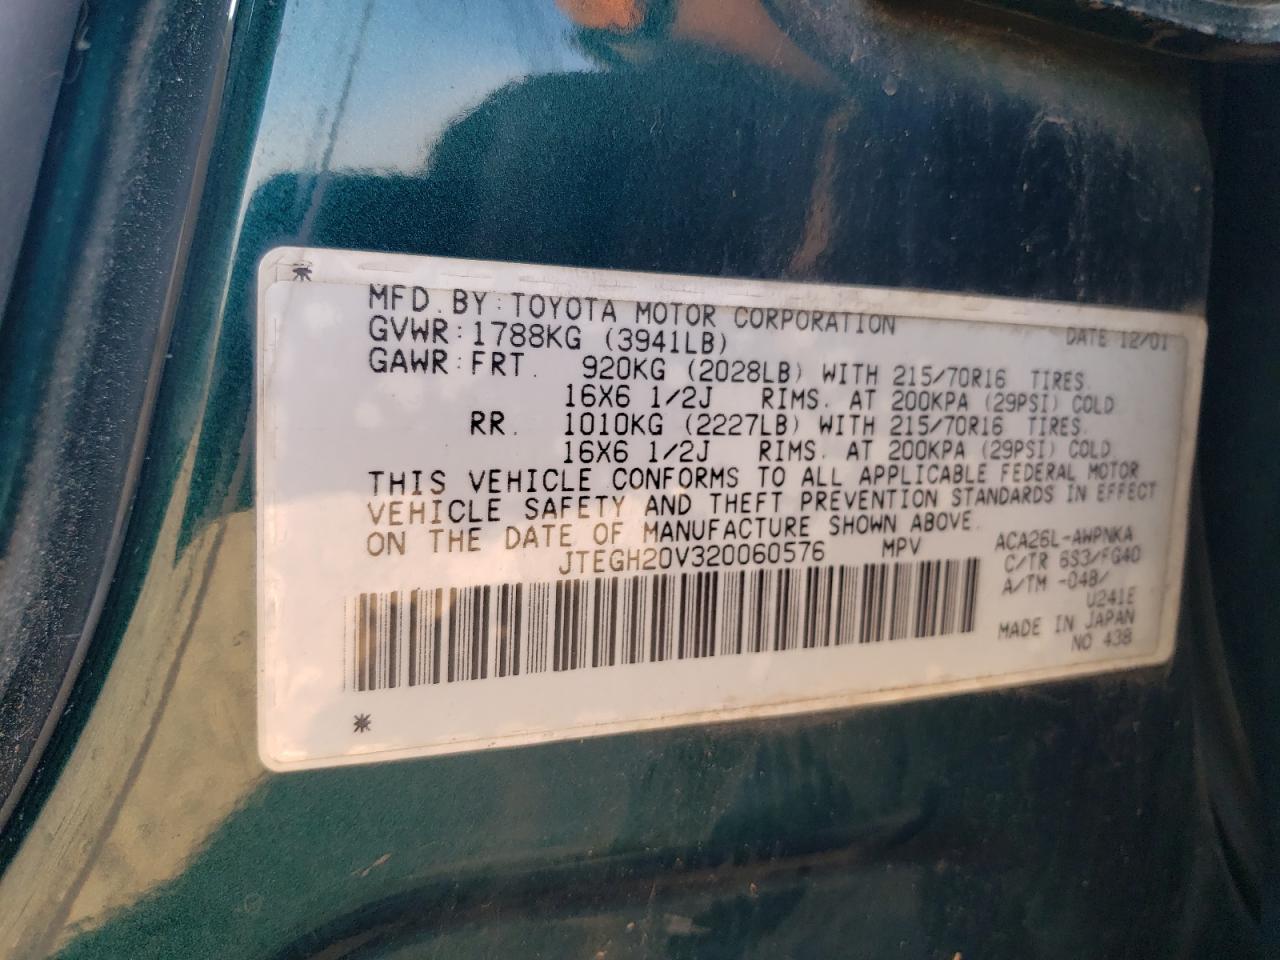 MFD. BY: TOYOTA MOTOR CORPORATION DATE 12/01
GVWR: 1788KG (3941LB)
GAWR: FRT. 920KG (2028LB) WITH 215/70R16 TIRES.
16X6 1/2J RIMS. AT 200KPA (29PSI) COLD
RR. 1010KG (2227LB) WITH 215/70R16 TIRES.
16X6 1/2J RIMS. AT 200KPA (29PSI) COLD
THIS VEHICLE CONFORMS TO ALL APPLICABLE FEDERAL MOTOR
VEHICLE SAFETY AND THEFT PREVENTION STANDARDS IN EFFECT
ON THE DATE OF MANUFACTURE SHOWN ABOVE.
JTEGH20V320060576 MPV
ACA26L-AWPNKA
C/TR 6S3/FG40
A/TM -04B/
U241E
MADE IN JAPAN
NO 438